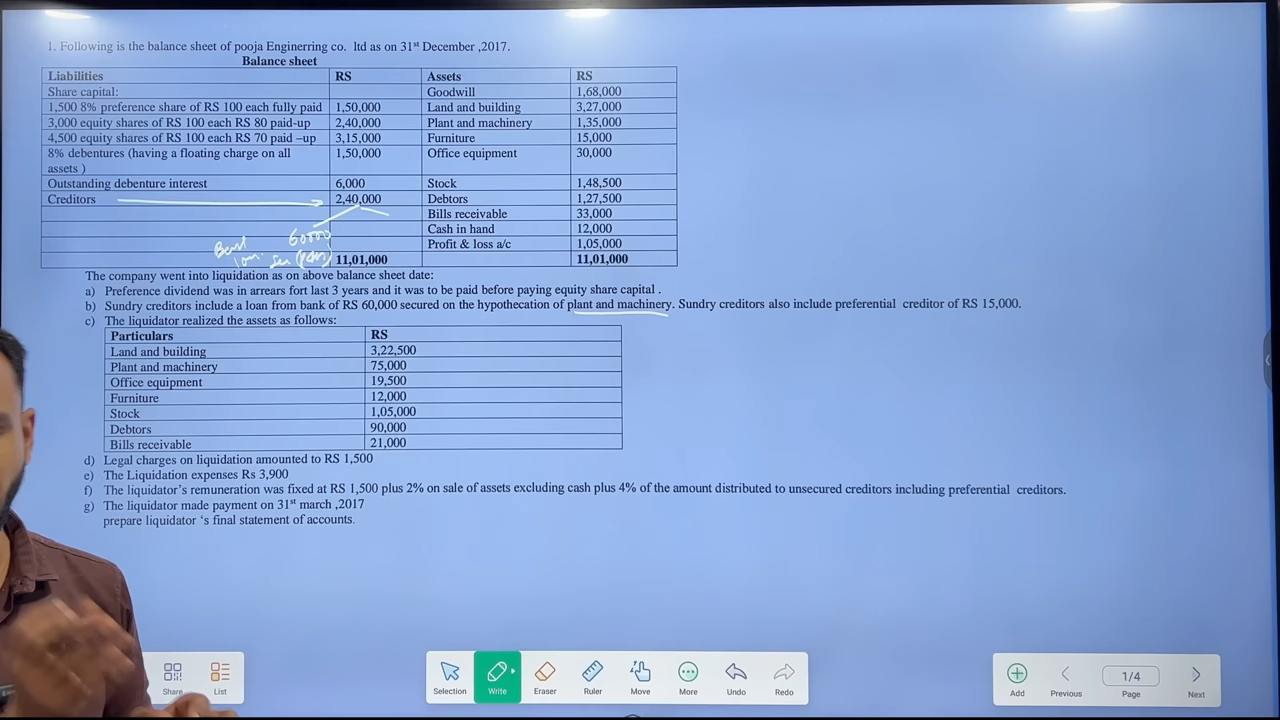 1. Following is the balance sheet of pooja Enginerring co. ltd as on 31st December ,2017.
Balance sheet
Liabilities RS Assets RS
Share capital: Goodwill 1,68,000
1,500 8% preference share of RS 100 each fully paid 1,50,000 Land and building 3,27,000
3,000 equity shares of RS 100 each RS 80 paid-up 2,40,000 Plant and machinery 1,35,000
4,500 equity shares of RS 100 each RS 70 paid –up 3,15,000 Furniture 15,000
8% debentures (having a floating charge on all 1,50,000 Office equipment 30,000
assets )
Outstanding debenture interest 6,000 Stock 1,48,500
Creditors 2,40,000 Debtors 1,27,500
Bills receivable 33,000
60000 Cash in hand 12,000
Profit & loss a/c 1,05,000
11,01,000 11,01,000
The company went into liquidation as on above balance sheet date:
a) Preference dividend was in arrears fort last 3 years and it was to be paid before paying equity share capital .
b) Sundry creditors include a loan from bank of RS 60,000 secured on the hypothecation of plant and machinery. Sundry creditors also include preferential creditor of RS 15,000.
c) The liquidator realized the assets as follows:
Particulars RS
Land and building 3,22,500
Plant and machinery 75,000
Office equipment 19,500
Furniture 12,000
Stock 1,05,000
Debtors 90,000
Bills receivable 21,000
d) Legal charges on liquidation amounted to RS 1,500
e) The Liquidation expenses Rs 3,900
f) The liquidator's remuneration was fixed at RS 1,500 plus 2% on sale of assets excluding cash plus 4% of the amount distributed to unsecured creditors including preferential creditors.
g) The liquidator made payment on 31st march ,2017
prepare liquidator 's final statement of accounts.
Share List Selection Write Eraser Ruler Move More Undo Redo Add Previous 1/4 Page Next